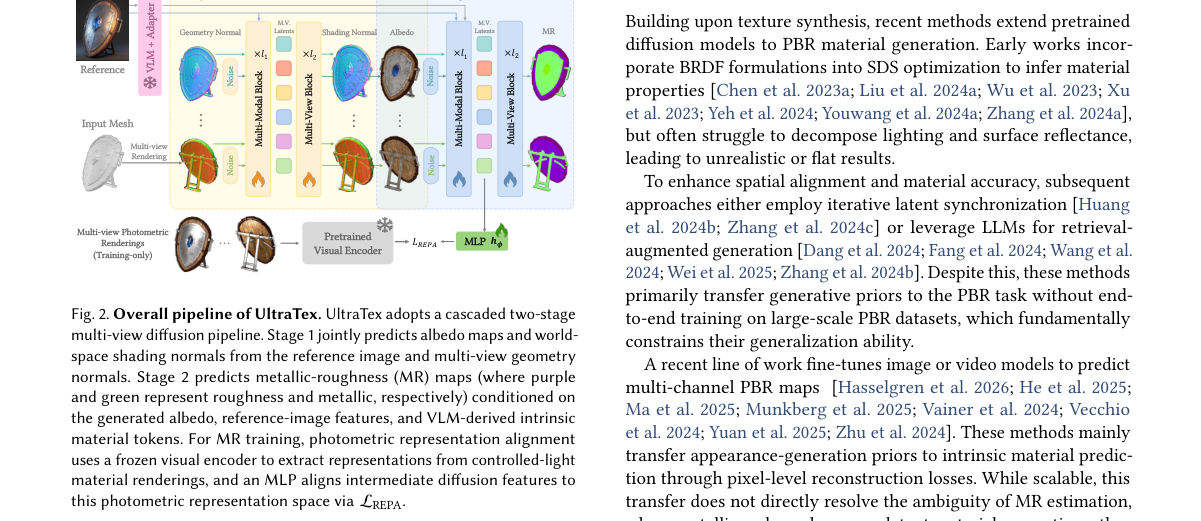 Reference
VLM + Adapter
Input Mesh
Multi-view
Rendering
Geometry Normal
Noise
Noise
×l1
Multi-Modal Block
M.V.
Latents
×l2
Multi-View Block
Shading Normal
Albedo
Noise
Noise
×l1
Multi-Modal Block
M.V.
Latents
×l2
Multi-View Block
MR
Multi-view Photometric
Renderings
(Training-only)
...
Pretrained
Visual Encoder
L_REPA
MLP h_ϕ
Fig. 2. Overall pipeline of UltraTex. UltraTex adopts a cascaded two-stage
multi-view diffusion pipeline. Stage 1 jointly predicts albedo maps and world-
space shading normals from the reference image and multi-view geometry
normals. Stage 2 predicts metallic-roughness (MR) maps (where purple
and green represent roughness and metallic, respectively) conditioned on
the generated albedo, reference-image features, and VLM-derived intrinsic
material tokens. For MR training, photometric representation alignment
uses a frozen visual encoder to extract representations from controlled-light
material renderings, and an MLP aligns intermediate diffusion features to
this photometric representation space via ℒREPA.
Building upon texture synthesis, recent methods extend pretrained
diffusion models to PBR material generation. Early works incor-
porate BRDF formulations into SDS optimization to infer material
properties [Chen et al. 2023a; Liu et al. 2024a; Wu et al. 2023; Xu
et al. 2023; Yeh et al. 2024; Youwang et al. 2024a; Zhang et al. 2024a],
but often struggle to decompose lighting and surface reflectance,
leading to unrealistic or flat results.
To enhance spatial alignment and material accuracy, subsequent
approaches either employ iterative latent synchronization [Huang
et al. 2024b; Zhang et al. 2024c] or leverage LLMs for retrieval-
augmented generation [Dang et al. 2024; Fang et al. 2024; Wang et al.
2024; Wei et al. 2025; Zhang et al. 2024b]. Despite this, these methods
primarily transfer generative priors to the PBR task without end-
to-end training on large-scale PBR datasets, which fundamentally
constrains their generalization ability.
A recent line of work fine-tunes image or video models to predict
multi-channel PBR maps [Hasselgren et al. 2026; He et al. 2025;
Ma et al. 2025; Munkberg et al. 2025; Vainer et al. 2024; Vecchio
et al. 2024; Yuan et al. 2025; Zhu et al. 2024]. These methods mainly
transfer appearance-generation priors to intrinsic material predic-
tion through pixel-level reconstruction losses. While scalable, this
transfer does not directly resolve the ambiguity of MR estimation,